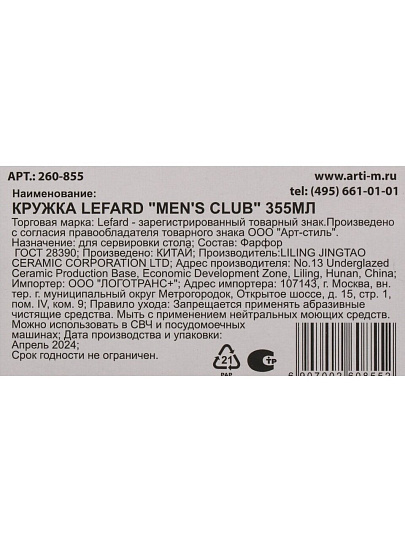 АРТ.: 260-855
www.arti-m.ru
Наименование:
tel: (495) 661-01-01
КРУЖКА LEFARD "MEN'S CLUB" 355МЛ
Торговая марка: Lefard - зарегистрированный товарный знак.Произведено
с согласия правообладателя товарного знака ООО "Арт-стиль".
Назначение: для сервировки стола; Состав: Фарфор
ГОСТ 28390; Произведено: КИТАЙ; Производитель:LILING JINGTAO
CERAMIC CORPORATION LTD; Адрес производителя: No.13 Underglazed
Ceramic Production Base, Economic Development Zone, Liling, Hunan, China;
Импортер: ООО "ЛОГОТРАНС+"; Адрес импортера: 107143, г. Москва, вн.
тер. г. муниципальный округ Метрогородок, Открытое шоссе, д. 15, стр. 1,
пом. IV, ком. 9; Инструкция по применению: Не применять абразивные
чистящие средства. Мыть с применением нейтральных моющих средств.
Можно использовать в СВЧ и посудомоечных
машинах; Дата производства и упаковки:
Апрель 2024;
Срок годности не ограничен.
21
PAP